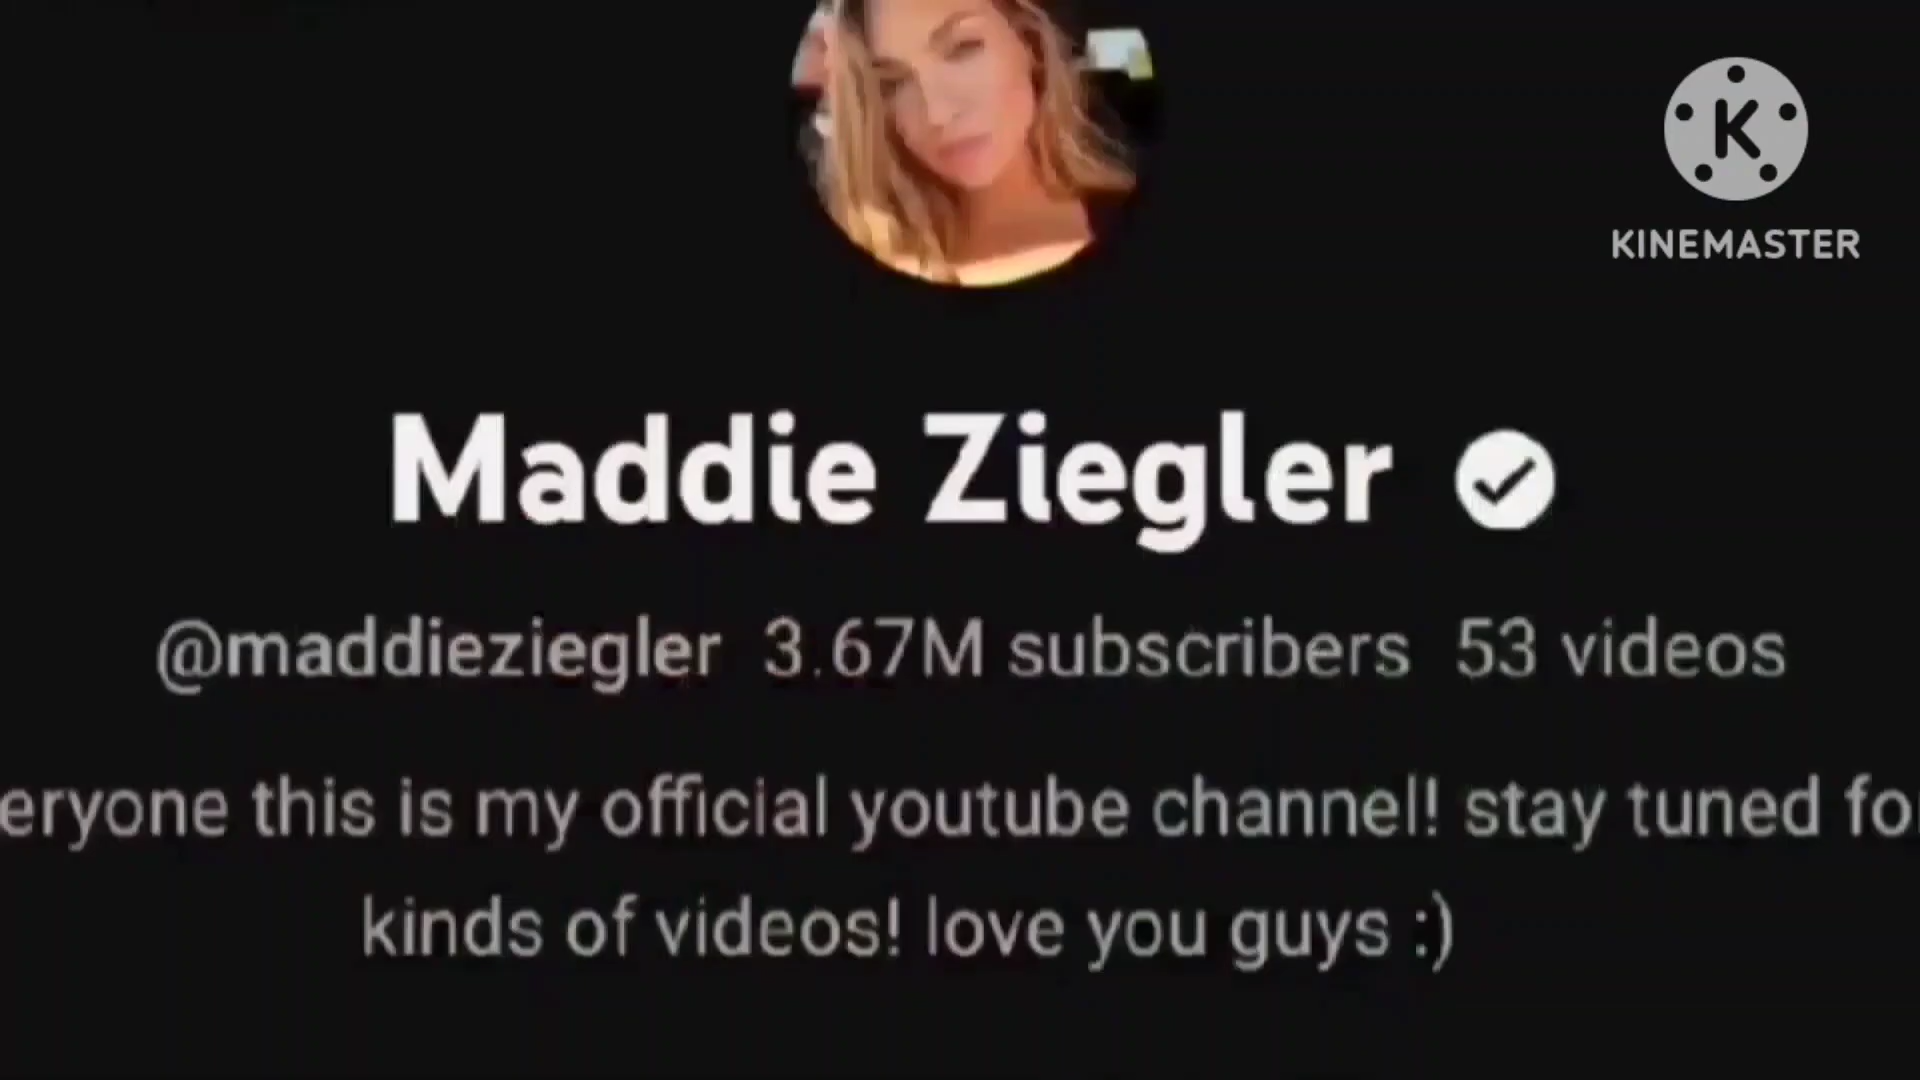 K
KINEMASTER
Maddie Ziegler
@maddieziegler 3.67M subscribers 53 videos
eryone this is my official youtube channel! stay tuned for
kinds of videos! love you guys :)